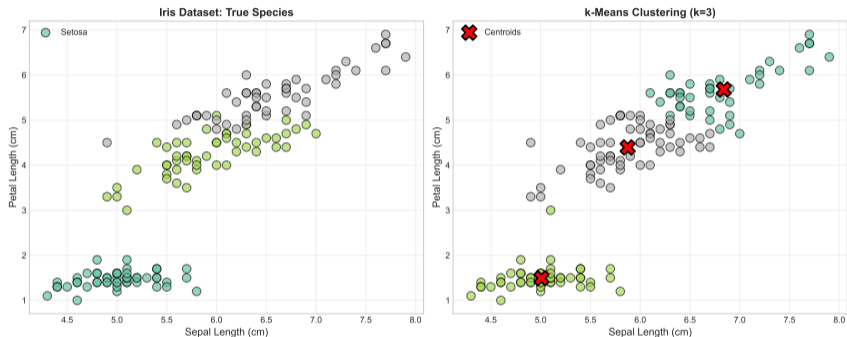 Iris Dataset: True Species
Setosa
Petal Length (cm)
7
6
5
4
3
2
1
4.5 5.0 5.5 6.0 6.5 7.0 7.5 8.0
Sepal Length (cm)
k-Means Clustering (k=3)
Centroids
Petal Length (cm)
7
6
5
4
3
2
1
4.5 5.0 5.5 6.0 6.5 7.0 7.5 8.0
Sepal Length (cm)